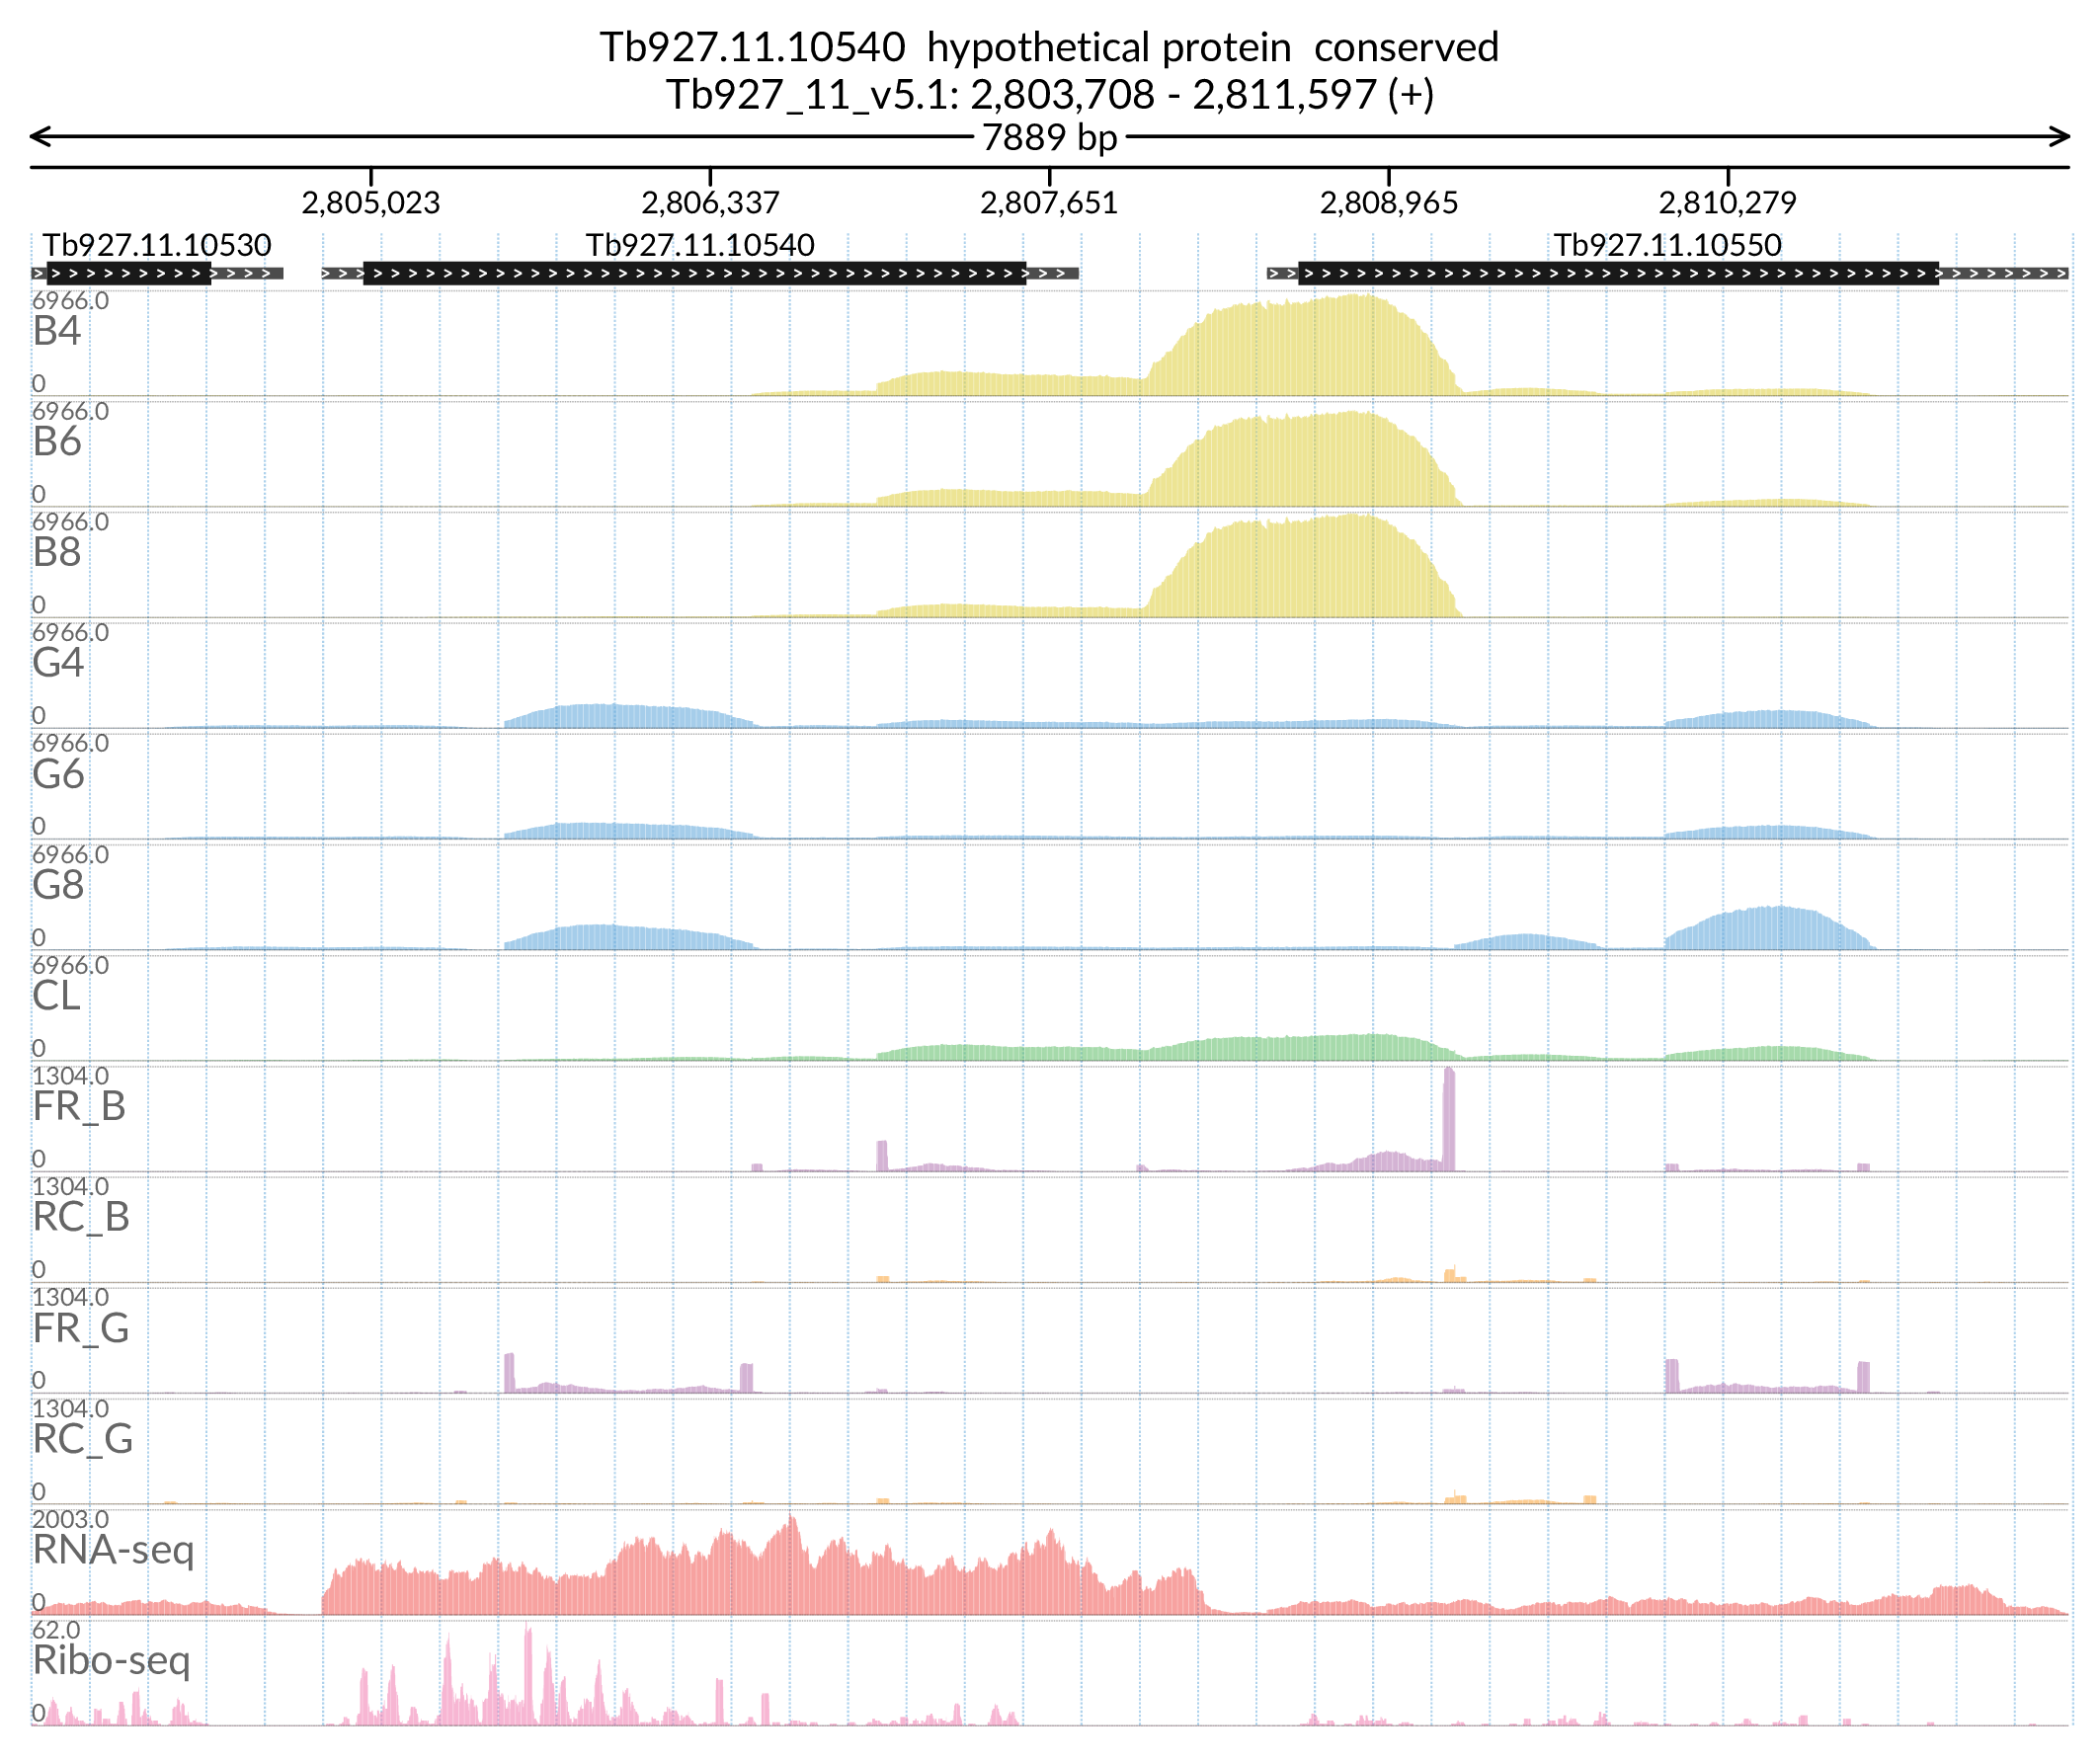 Tb927.11.10540 hypothetical protein conserved
Tb927_11_v5.1: 2,803,708 - 2,811,597 (+)
7889 bp
2,805,023 2,806,337 2,807,651 2,808,965 2,810,279
Tb927.11.10530 Tb927.11.10540 Tb927.11.10550
6966.0
B4
0
6966.0
B6
0
6966.0
B8
0
6966.0
G4
0
6966.0
G6
0
6966.0
G8
0
6966.0
CL
0
1304.0
FR_B
0
1304.0
RC_B
0
1304.0
FR_G
0
1304.0
RC_G
0
2003.0
RNA-seq
0
62.0
Ribo-seq
0